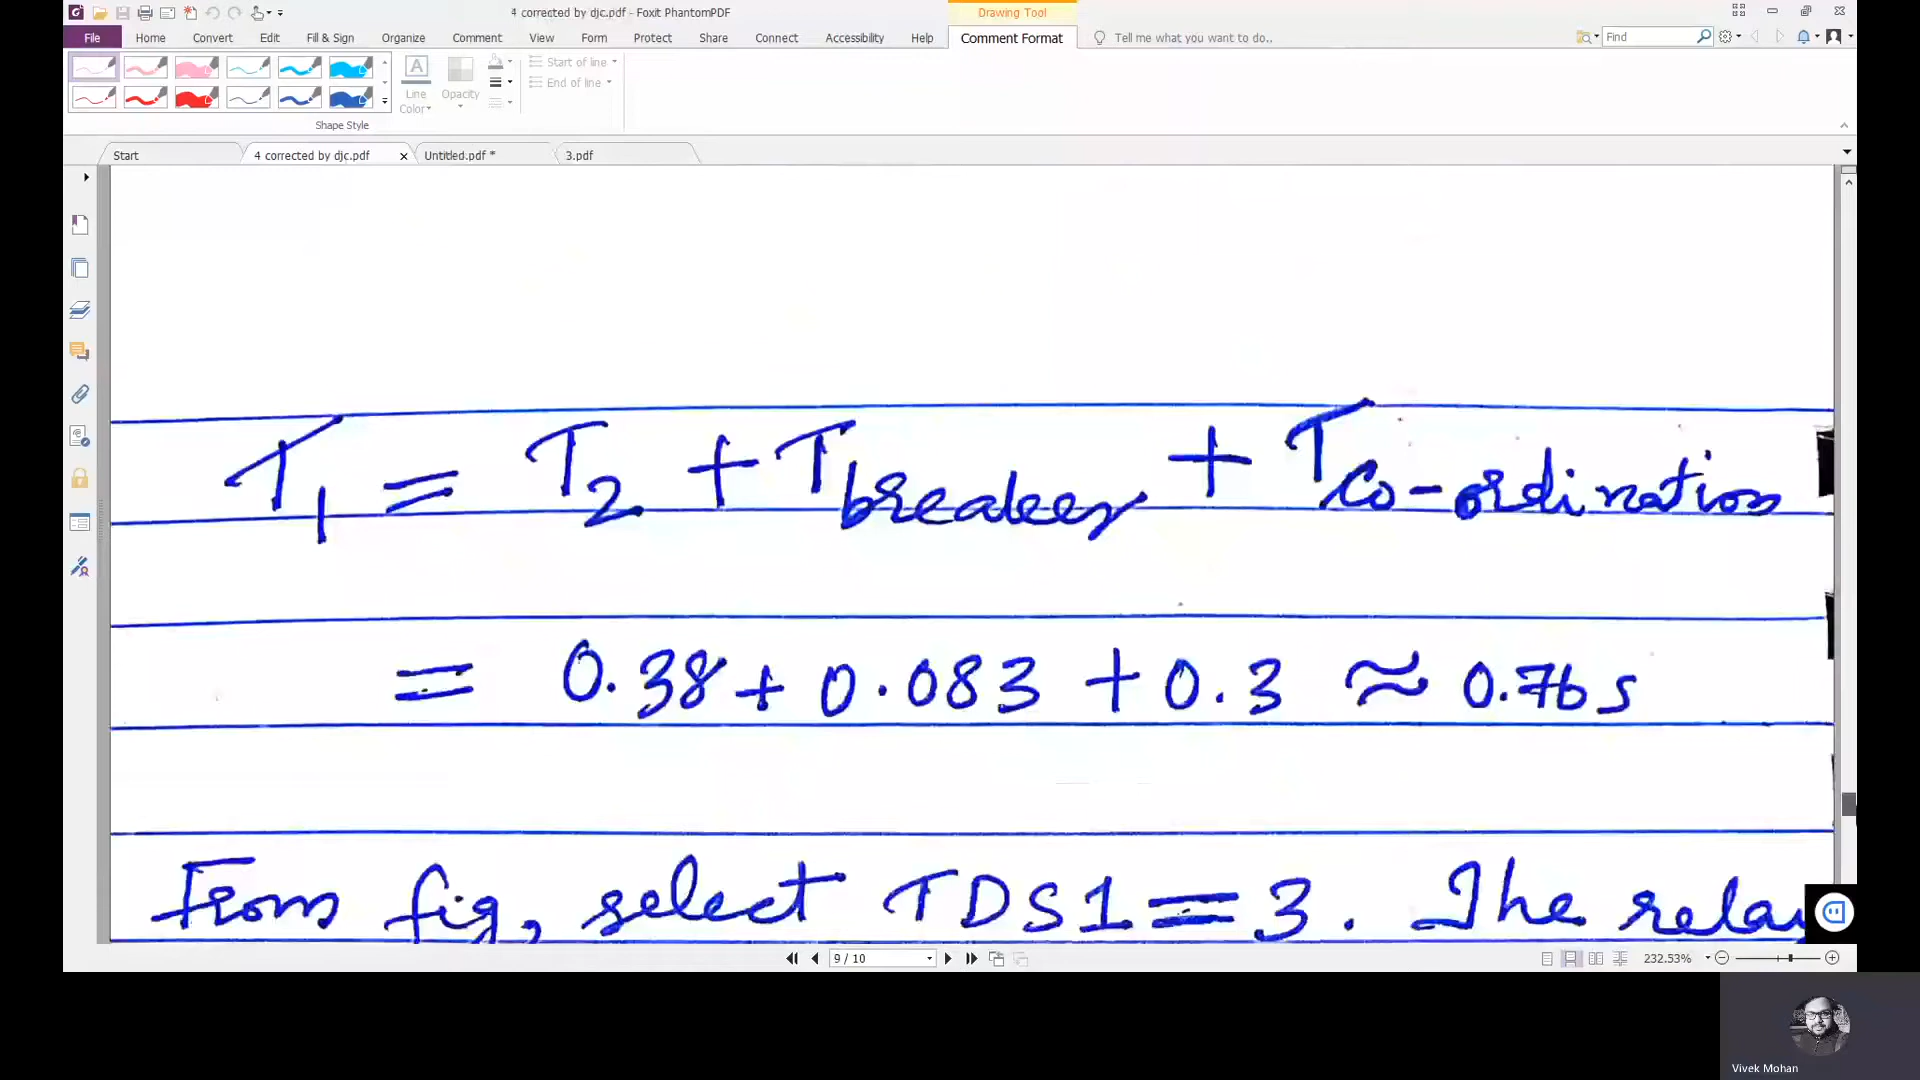 4 corrected by djc.pdf - Foxit PhantomPDF
Drawing Tool
File Home Convert Edit Fill & Sign Organize Comment View Form Protect Share Connect Accessibility Help Comment Format Tell me what you want to do.. Find
Line
Color
Opacity
Start of line
End of line
Shape Style
Start 4 corrected by djc.pdf Untitled.pdf * 3.pdf
T1 = T2 + Tbreaker + Tco-ordination
= 0.38 + 0.083 + 0.3 ≈ 0.76 s
From fig, select TDS1 = 3. The relay
9 / 10
232.53%
Vivek Mohan